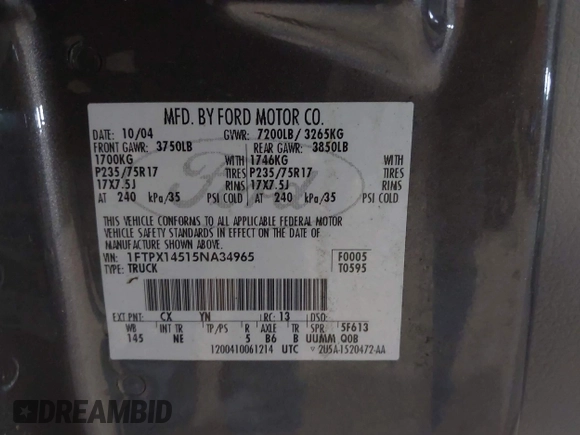 MFD. BY FORD MOTOR CO.
DATE: 10/04 GVWR: 7200LB/ 3265KG
FRONT GAWR: 3750LB REAR GAWR: 3850LB
1700KG WITH 1746KG WITH
P235/75R17 TIRES P235/75R17 TIRES
17X7.5J RIMS 17X7.5J RIMS
AT 240 kPa/35 PSI COLD AT 240 kPa/35 PSI COLD
THIS VEHICLE CONFORMS TO ALL APPLICABLE FEDERAL MOTOR
VEHICLE SAFETY STANDARDS IN EFFECT ON THE DATE OF
MANUFACTURE SHOWN ABOVE.
VIN: 1FTPX14515NA34965 F0005
TYPE: TRUCK T0595
EXT PNT: CX YN RC: 13 DSO:
WB INT TR TP/PS R AXLE TR SPR 5F613
145 NE 5 B6 B UUMM Q0B
1200410061214 UTC 2U5A-1520472-AA
Ford
DREAMBID